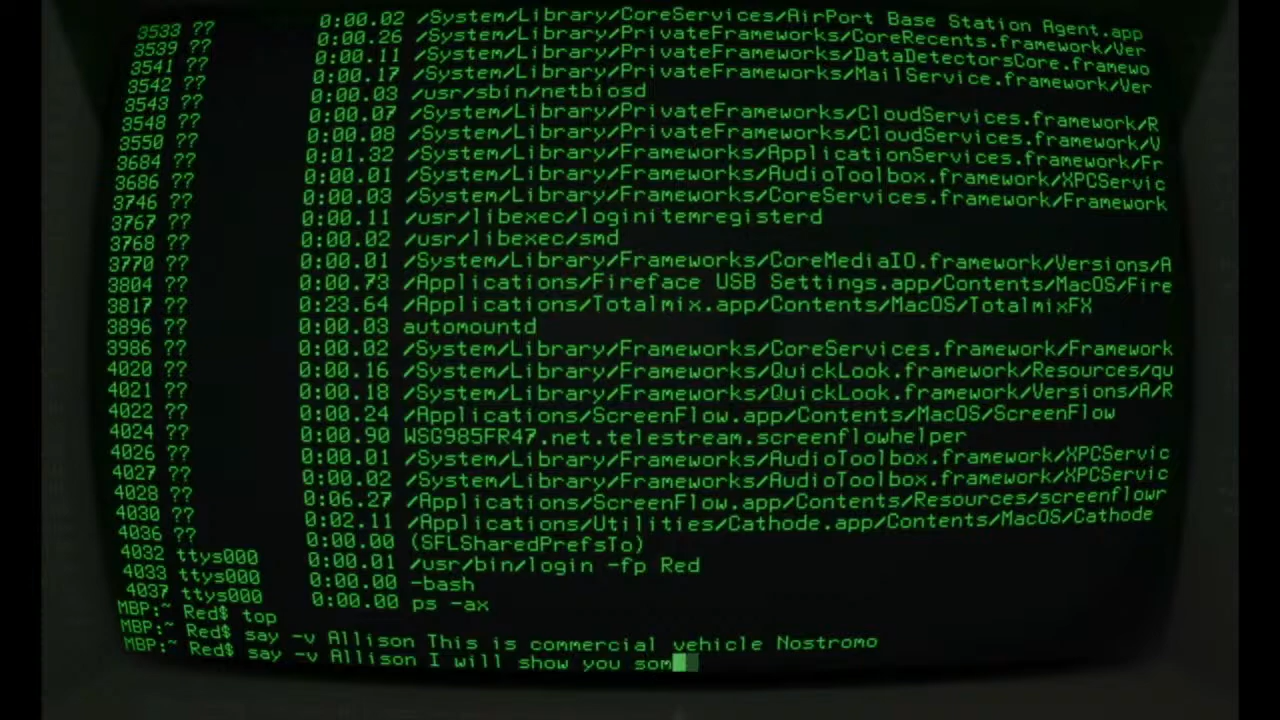 3533 ?? 0:00.02 /System/Library/CoreServices/AirPort Base Station Agent.app
3539 ?? 0:00.26 /System/Library/PrivateFrameworks/CoreRecents.framework/Ver
3541 ?? 0:00.11 /System/Library/PrivateFrameworks/DataDetectorsCore.framewo
3542 ?? 0:00.17 /System/Library/PrivateFrameworks/MailService.framework/Ver
3543 ?? 0:00.03 /usr/sbin/netbiosd
3548 ?? 0:00.07 /System/Library/PrivateFrameworks/CloudServices.framework/R
3550 ?? 0:00.08 /System/Library/PrivateFrameworks/CloudServices.framework/V
3684 ?? 0:01.32 /System/Library/Frameworks/ApplicationServices.framework/Fr
3686 ?? 0:00.01 /System/Library/Frameworks/AudioToolbox.framework/XPCServic
3746 ?? 0:00.03 /System/Library/Frameworks/CoreServices.framework/Framework
3767 ?? 0:00.11 /usr/libexec/loginitemregisterd
3768 ?? 0:00.02 /usr/libexec/smd
3770 ?? 0:00.01 /System/Library/Frameworks/CoreMediaIO.framework/Versions/A
3804 ?? 0:00.73 /Applications/Fireface USB Settings.app/Contents/MacOS/Fire
3817 ?? 0:23.64 /Applications/Totalmix.app/Contents/MacOS/TotalmixFX
3896 ?? 0:00.03 automountd
3986 ?? 0:00.02 /System/Library/Frameworks/CoreServices.framework/Framework
4020 ?? 0:00.16 /System/Library/Frameworks/QuickLook.framework/Resources/qu
4021 ?? 0:00.18 /System/Library/Frameworks/QuickLook.framework/Versions/A/R
4022 ?? 0:00.24 /Applications/ScreenFlow.app/Contents/MacOS/ScreenFlow
4024 ?? 0:00.90 WSG985FR47.net.telestream.screenflowhelper
4026 ?? 0:00.01 /System/Library/Frameworks/AudioToolbox.framework/XPCServic
4027 ?? 0:00.02 /System/Library/Frameworks/AudioToolbox.framework/XPCServic
4028 ?? 0:06.27 /Applications/ScreenFlow.app/Contents/Resources/screenflowr
4030 ?? 0:02.11 /Applications/Utilities/Cathode.app/Contents/MacOS/Cathode
4036 ?? 0:00.00 (SFLSharedPrefsTo)
4032 ttys000 0:00.01 /usr/bin/login -fp Red
4033 ttys000 0:00.00 -bash
4037 ttys000 0:00.00 ps -ax
MBP:~ Red$ top
MBP:~ Red$ say -v Allison This is commercial vehicle Nostromo
MBP:~ Red$ say -v Allison I will show you som